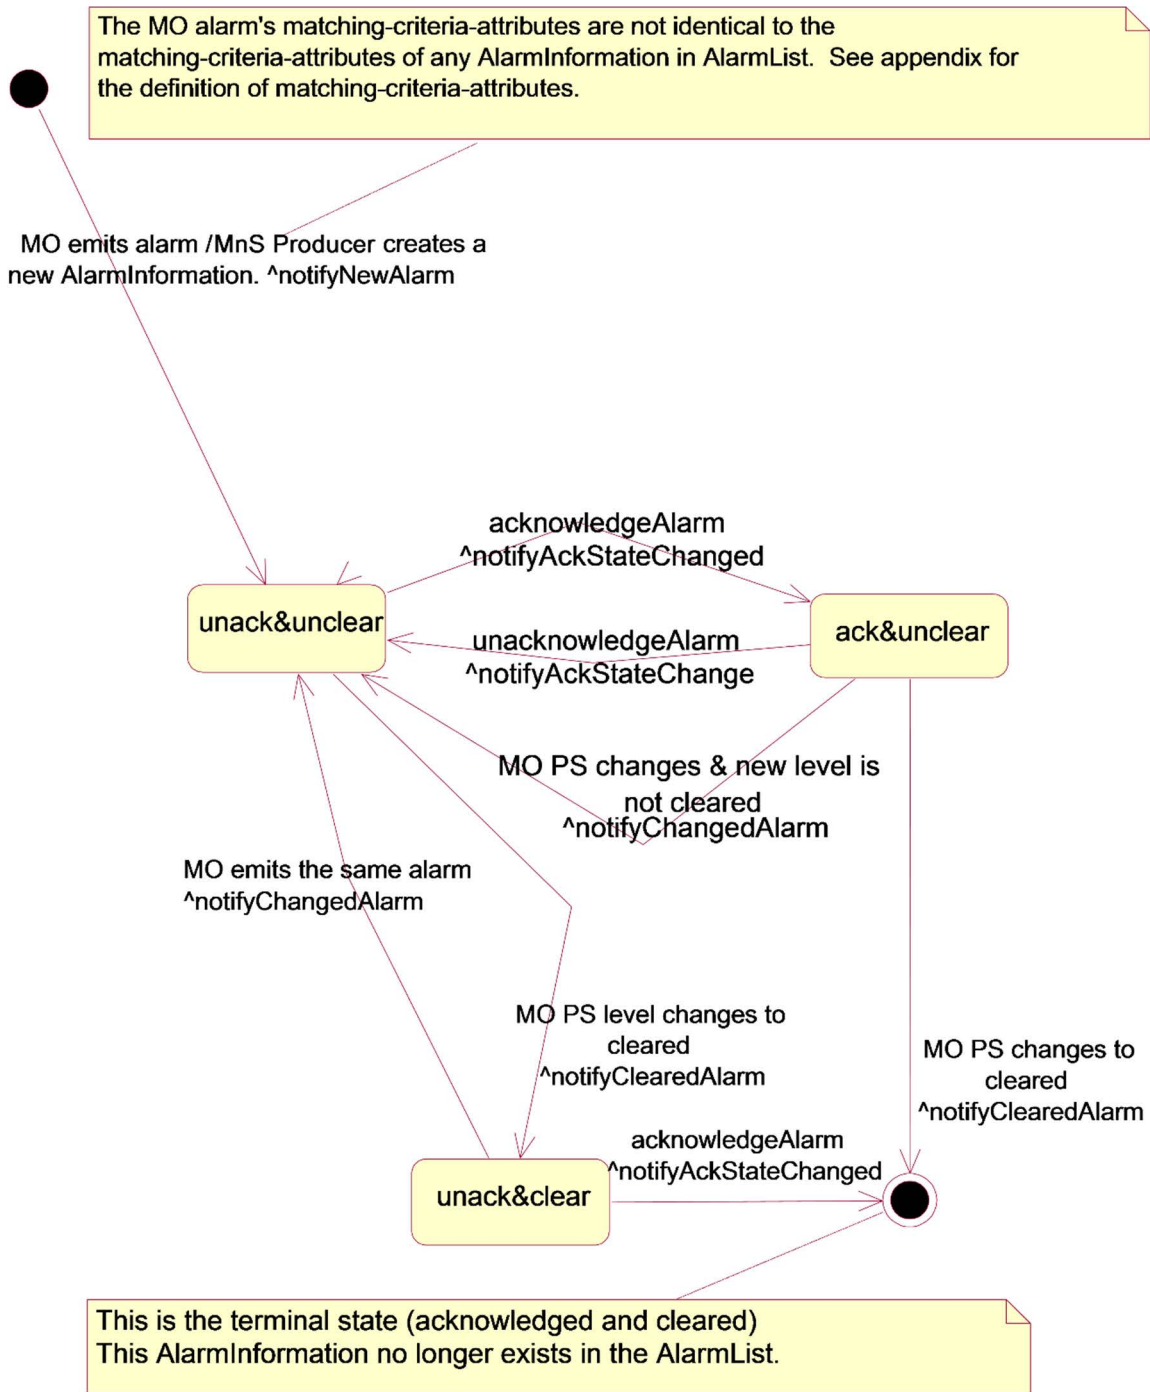 The MO alarm's matching-criteria-attributes are not identical to the
matching-criteria-attributes of any AlarmInformation in AlarmList.  See appendix for
the definition of matching-criteria-attributes.
MO emits alarm /MnS Producer creates a
new AlarmInformation. ^notifyNewAlarm
acknowledgeAlarm
^notifyAckStateChanged
unack&unclear
ack&unclear
unacknowledgeAlarm
^notifyAckStateChange
MO PS changes & new level is
not cleared
^notifyChangedAlarm
MO emits the same alarm
^notifyChangedAlarm
MO PS level changes to
cleared
^notifyClearedAlarm
MO PS changes to
cleared
^notifyClearedAlarm
acknowledgeAlarm
^notifyAckStateChanged
unack&clear
This is the terminal state (acknowledged and cleared)
This AlarmInformation no longer exists in the AlarmList.